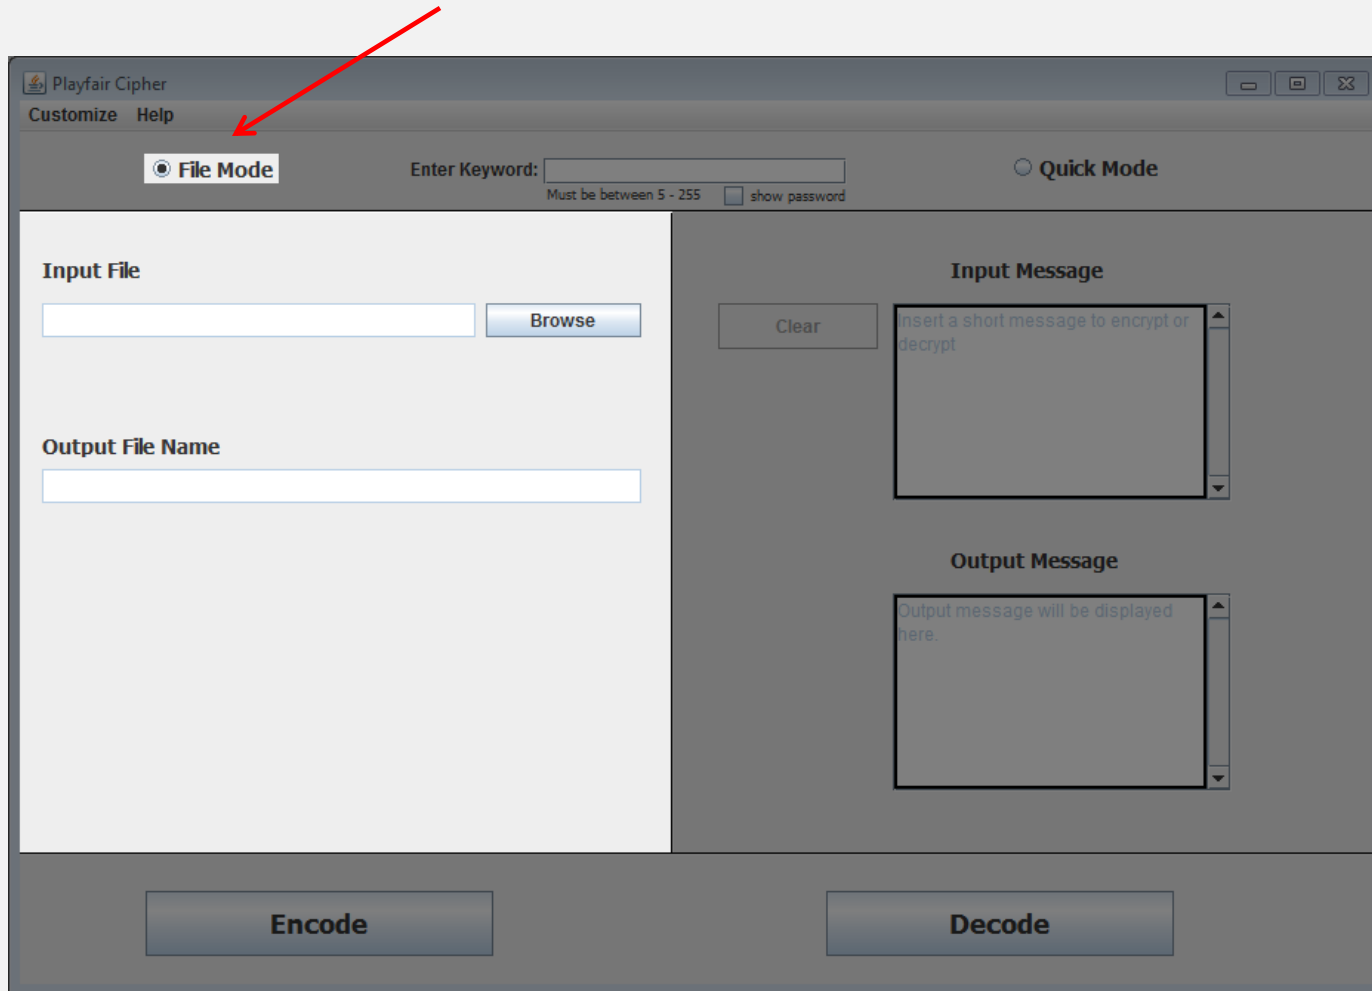 Playfair Cipher
Customize Help
File Mode
Enter Keyword:
Quick Mode
Must be between 5 - 255
show password
Input File
Browse
Output File Name
Input Message
Clear
Insert a short message to encrypt or
decrypt
Output Message
Output message will be displayed
here.
Encode
Decode